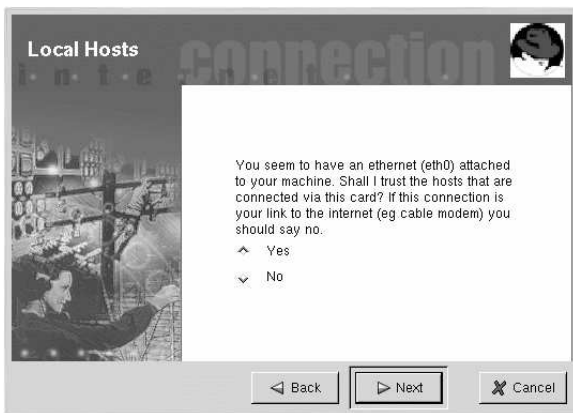 Local Hosts
connection
internet
You seem to have an ethernet (eth0) attached
to your machine. Shall I trust the hosts that are
connected via this card? If this connection is
your link to the internet (eg cable modem) you
should say no.
Yes
No
Back
Next
Cancel